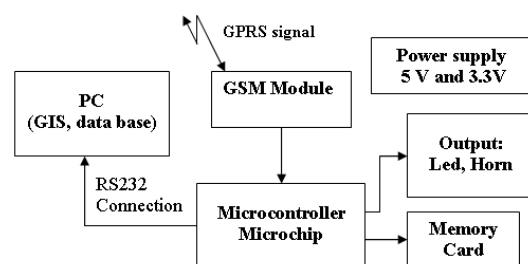 GPRS signal
Power supply
5 V and 3.3V
PC
(GIS, data base)
GSM Module
Output:
Led, Horn
RS232
Connection
Microcontroller
Microchip
Memory
Card